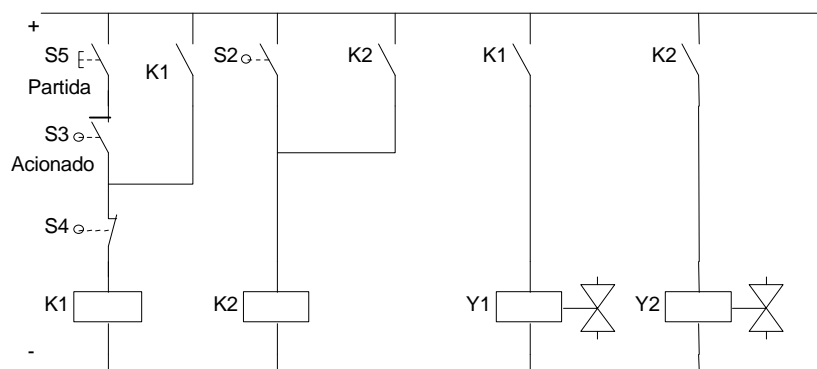 +
S5
Partida
K1
S2
K2
K1
K2
S3
Acionado
S4
K1
K2
Y1
Y2
-